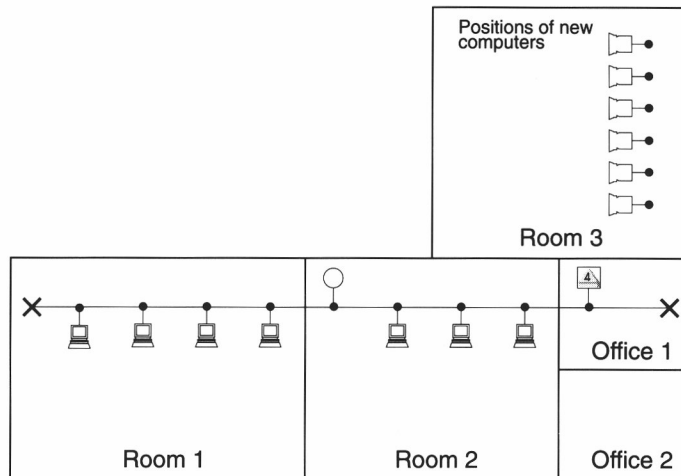 Positions of new
computers
Room 3
4
Office 1
Room 1
Room 2
Office 2